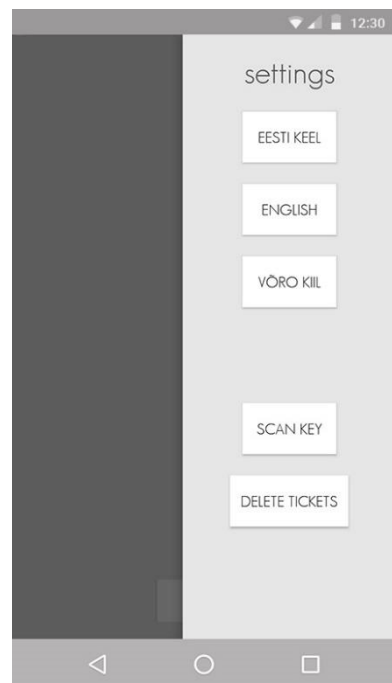 12:30
settings
EESTI KEEL
ENGLISH
VÕRO KIIL
SCAN KEY
DELETE TICKETS